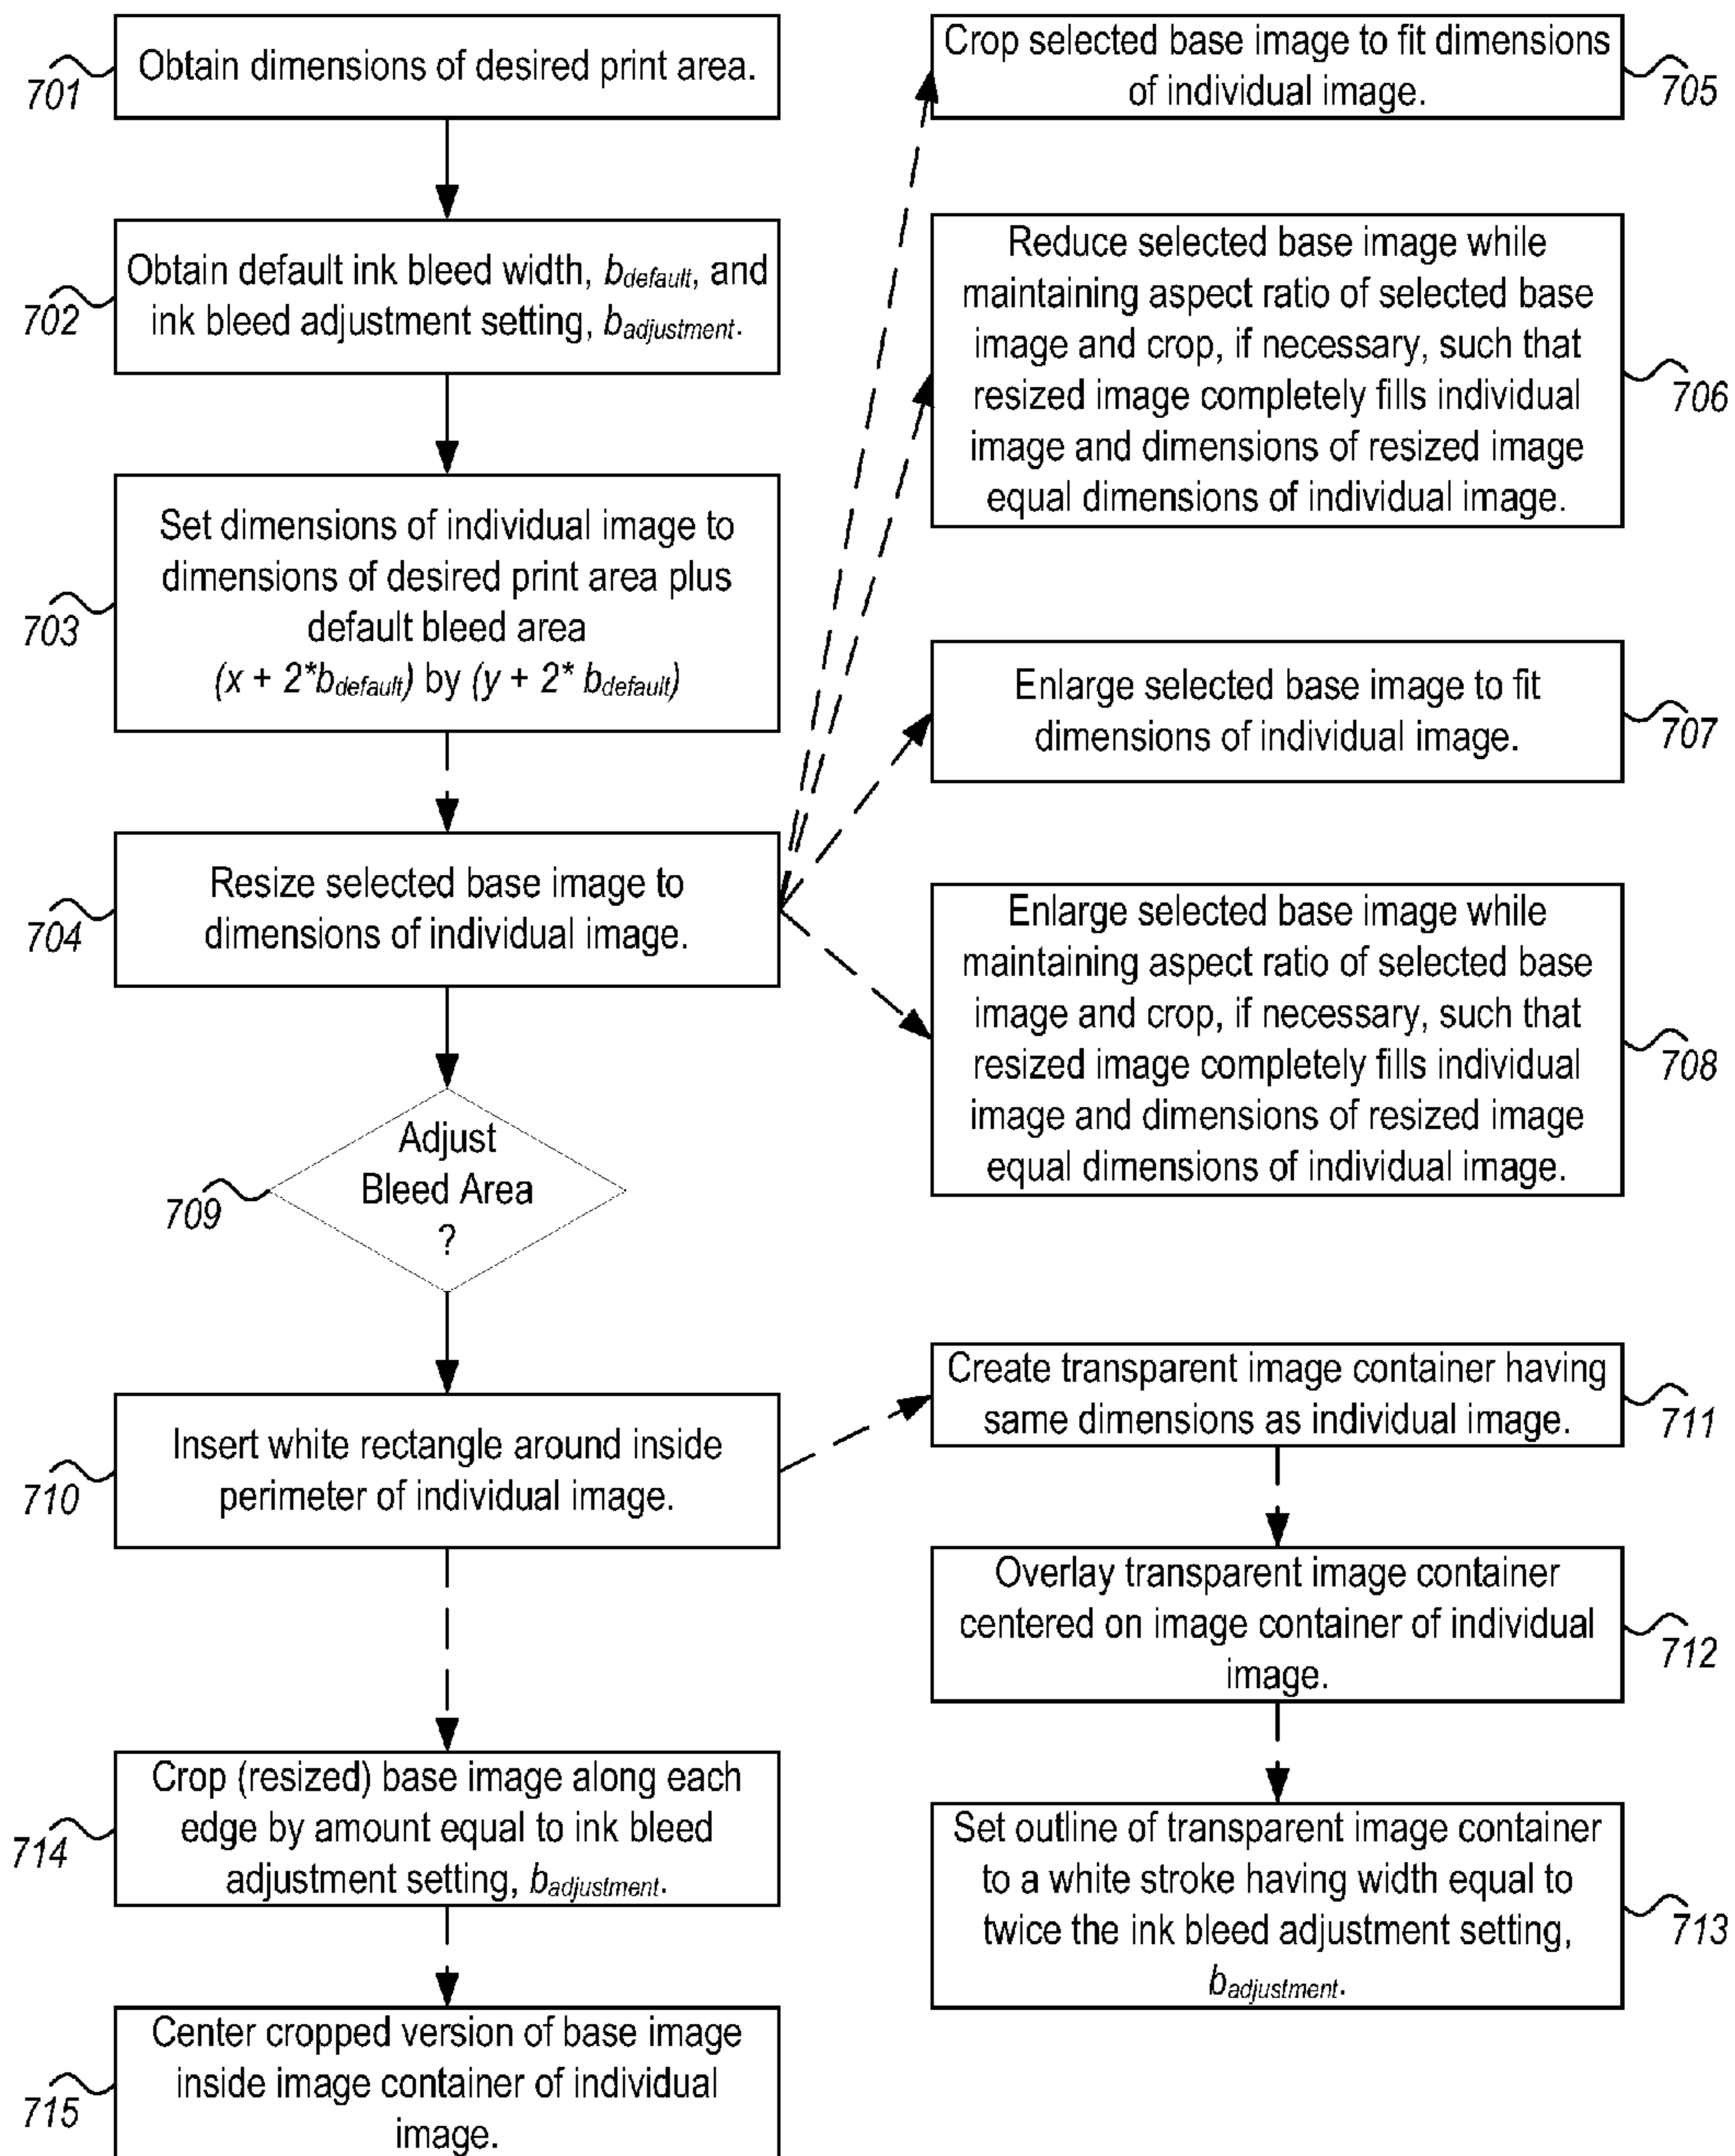 701
Obtain dimensions of desired print area.
702
Obtain default ink bleed width, b_default, and
ink bleed adjustment setting, b_adjustment.
703
Set dimensions of individual image to
dimensions of desired print area plus
default bleed area
(x + 2*b_default) by (y + 2* b_default)
704
Resize selected base image to
dimensions of individual image.
Crop selected base image to fit dimensions
of individual image.
705
Reduce selected base image while
maintaining aspect ratio of selected base
image and crop, if necessary, such that
resized image completely fills individual
image and dimensions of resized image
equal dimensions of individual image.
706
Enlarge selected base image to fit
dimensions of individual image.
707
Enlarge selected base image while
maintaining aspect ratio of selected base
image and crop, if necessary, such that
resized image completely fills individual
image and dimensions of resized image
equal dimensions of individual image.
708
709
Adjust
Bleed Area
?
710
Insert white rectangle around inside
perimeter of individual image.
Create transparent image container having
same dimensions as individual image.
711
Overlay transparent image container
centered on image container of individual
image.
712
Set outline of transparent image container
to a white stroke having width equal to
twice the ink bleed adjustment setting,
b_adjustment.
713
714
Crop (resized) base image along each
edge by amount equal to ink bleed
adjustment setting, b_adjustment.
715
Center cropped version of base image
inside image container of individual
image.